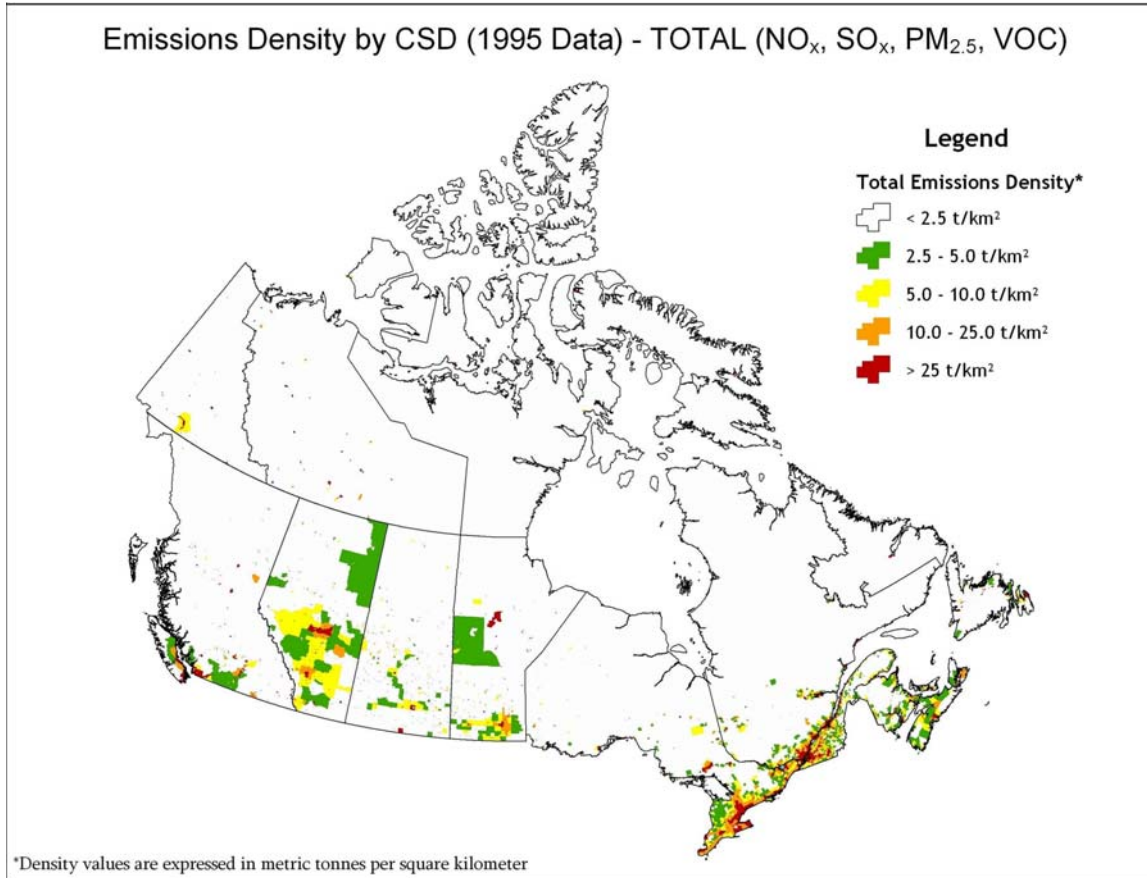 Emissions Density by CSD (1995 Data) - TOTAL (NOₓ, SOₓ, PM₂.₅, VOC)
Legend
Total Emissions Density*
< 2.5 t/km²
2.5 - 5.0 t/km²
5.0 - 10.0 t/km²
10.0 - 25.0 t/km²
> 25 t/km²
*Density values are expressed in metric tonnes per square kilometer